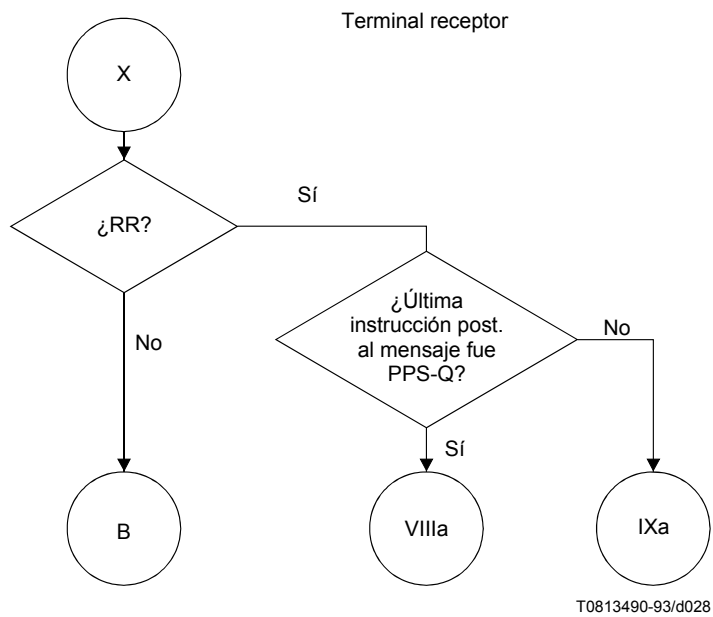 Terminal receptor
X
Sí
¿RR?
¿Última
instrucción post.
al mensaje fue
PPS-Q?
No
No
Sí
B
VIIIa
IXa
T0813490-93/d028